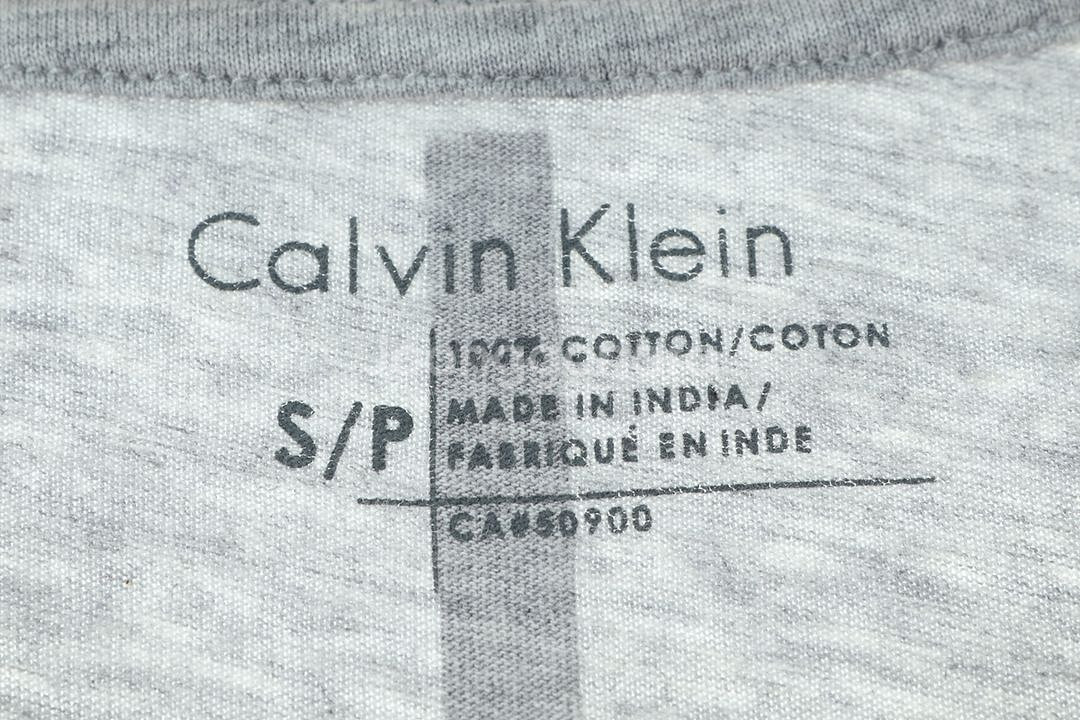 Calvin Klein
100% COTTON/COTON
S/P
MADE IN INDIA/
FABRIQUÉ EN INDE
CA#50900